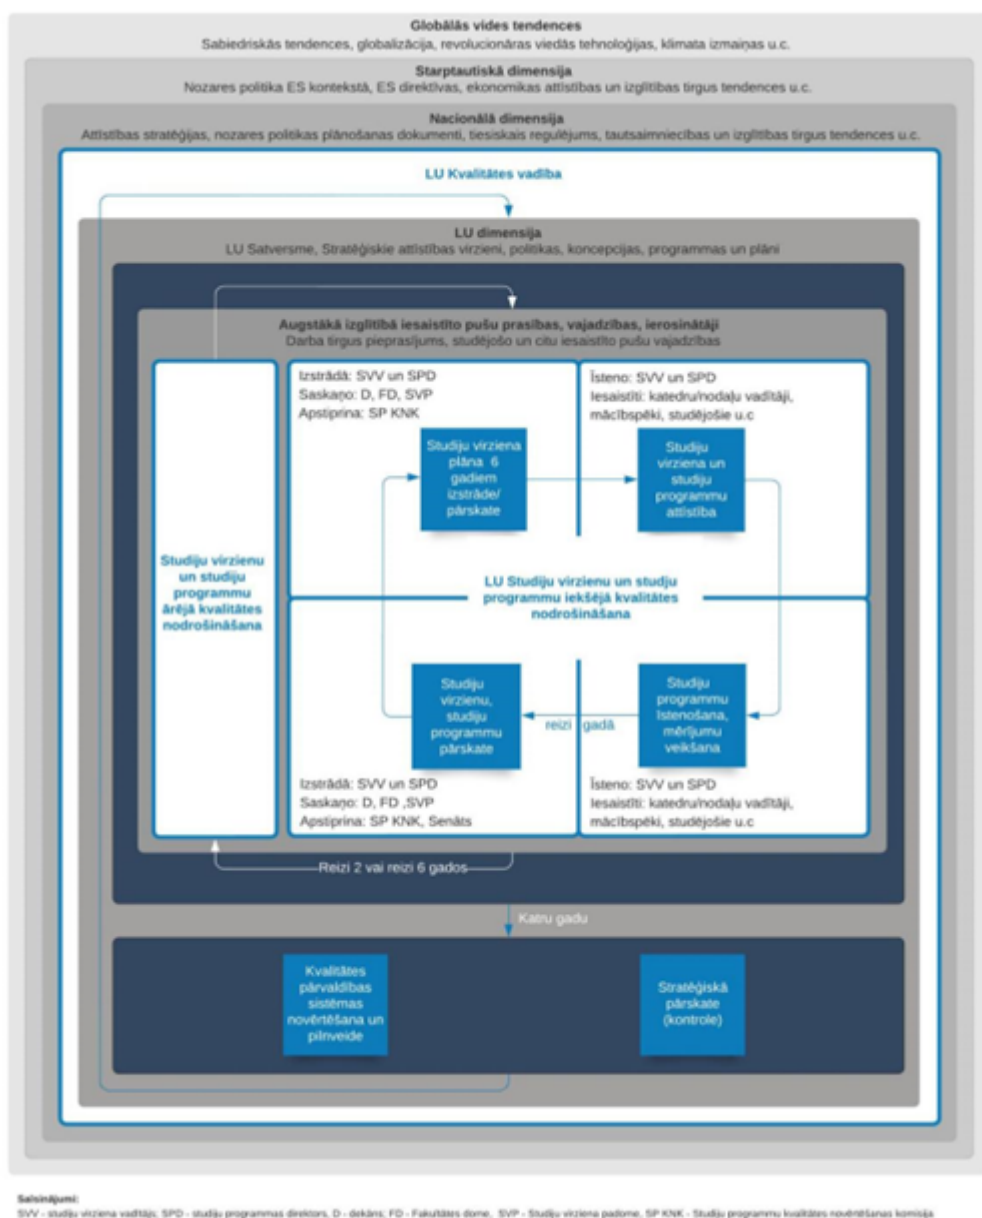 Globālās vides tendences
Sabiedriskās tendences, globalizācija, revolucionāras viedās tehnoloģijas, klimata izmaiņas u.c.
Starptautiskā dimensija
Nozares politika ES kontekstā, ES direktīvas, ekonomikas attīstības un izglītības tirgus tendences u.c.
Nacionālā dimensija
Attīstības stratēģijas, nozares politikas plānošanas dokumenti, tiesiskais regulējums, tautsaimniecības un izglītības tirgus tendences u.c.
LU Kvalitātes vadība
LU dimensija
LU Satversme, Stratēģiskie attīstības virzieni, politikas, koncepcijas, programmas un plāni
Augstākā izglītībā iesaistīto pušu prasības, vajadzības, ierosinātāji
Darba tirgus pieprasījums, studējošo un citu iesaistīto pušu vajadzības
Izstrādā: SVV un SPD
Saskaņo: D, FD, SVP
Apstiprina: SP KNK
Īsteno: SVV un SPD
Iesaistīti: katedru/nodaļu vadītāji,
mācībspēki, studējošie u.c
Studiju virziena
plāna 6
gadiem
izstrāde/
pārskate
Studiju
virziena un
studiju
programmu
attīstība
Studiju virzienu
un studiju
programmu
ārējā kvalitātes
nodrošināšana
LU Studiju virzienu un studju
programmu iekšējā kvalitātes
nodrošināšana
Studiju
virzienu,
studiju
programmu
pārskate
reizi gadā
Studiju
programmu
īstenošana,
mērījumu
veikšana
Izstrādā: SVV un SPD
Saskaņo: D, FD ,SVP
Apstiprina: SP KNK, Senāts
Īsteno: SVV un SPD
Iesaistīti: katedru/nodaļu vadītāji,
mācībspēki, studējošie u.c
Reizi 2 vai reizi 6 gados
Katru gadu
Kvalitātes
pārvaldības
sistēmas
novērtēšana un
pilnveide
Stratēģiskā
pārskate
(kontrole)
Saīsinājumi:
SVV - studiju virziena vadītājs; SPD - studiju programmas direktors, D - dekāns; FD - Fakultātes dome, SVP - Studiju virziena padome, SP KNK - Studiju programmu kvalitātes novērtēšanas komisija